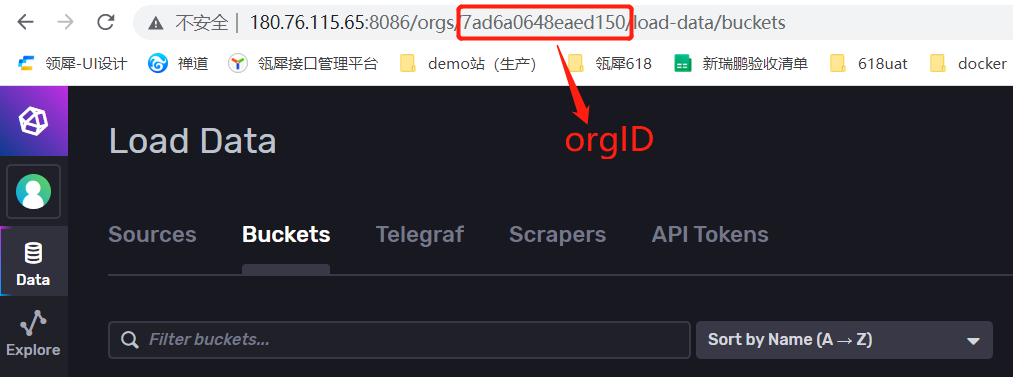 不安全 | 180.76.115.65:8086/orgs/7ad6a0648eaed150/load-data/buckets
领犀-UI设计 禅道 瓴犀接口管理平台 demo站（生产） 瓴犀618 新瑞鹏验收清单 618uat docker
orgID
Load Data
Sources Buckets Telegraf Scrapers API Tokens
Data
Explore
Filter buckets...
Sort by Name (A → Z)